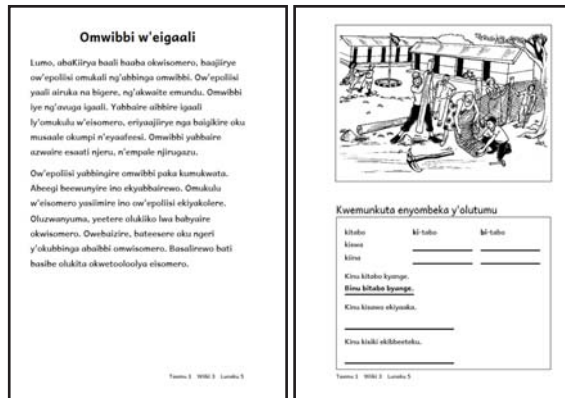 Omwibbi w'eigaali
Lumo, abaKiirya baali baaba okwisomero, haajiirye
ow'epoliisi omukali ng'abbinga omwibbi. Ow'epoliisi
yaali airuka na bigere, ng'akwaite emundu. Omwibbi
iye ng'avuga igaali. Yabbaire aibbire igaali
ly'omukulu w'eisomero, eriyaajiirye nga baigikire oku
musaale okumpi n'eyaafeesi. Omwibbi yabbaire
azwaire esaati njeru, n'empale njirugazu.
Ow'epoliisi yabbingire omwibbi paka kumukwata.
Abeegi beewunyire ino ekyabbairewo. Omukulu
w'eisomero yasiimire ino ow'epoliisi ekiyakolere.
Oluzwanyuma, yeetere olukiiko lwa babyaire
okwisomero. Owebaizire, bateesere oku ngeri
y'okubbinga abaibbi omwisomero. Basalirewo bati
basibe olukita okwetooloolya eisomero.
Taamu 1 Wiiki 3 Lunaku 5
Kwemunkuta enyombeka y'olutumu
kitabo ki-tabo bi-tabo
kiswa
kiina
Kinu kitabo kyange.
Binu bitabo byange.
Kinu kisawo ekiyaaka.
Kinu kisiki ekibbeeteku.
Taamu 1 Wiiki 3 Lunaku 5